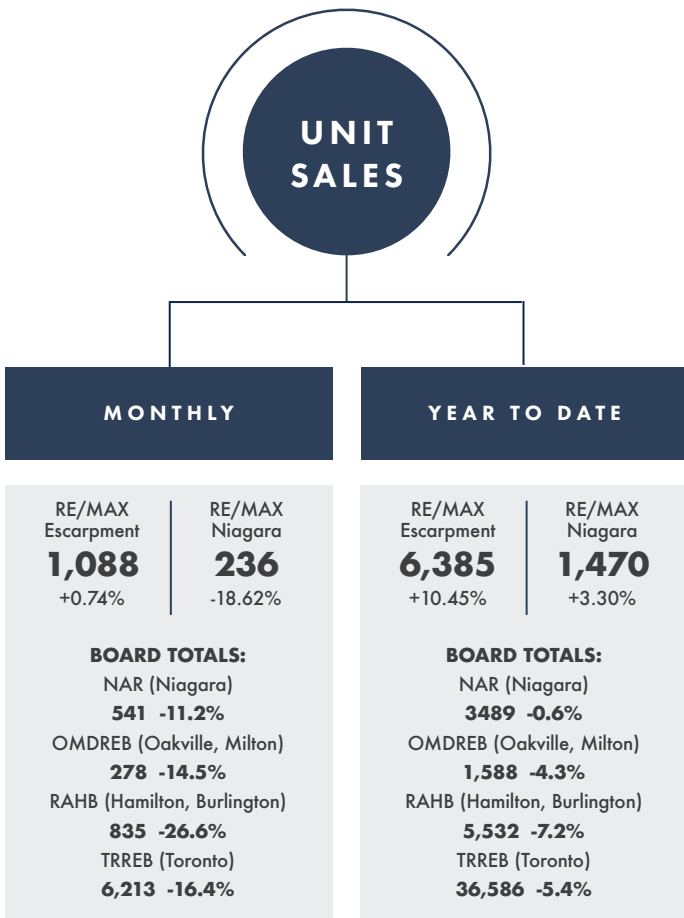 UNIT
SALES
MONTHLY
RE/MAX
Escarpment
1,088
+0.74%
RE/MAX
Niagara
236
-18.62%
BOARD TOTALS:
NAR (Niagara)
541 -11.2%
OMDREB (Oakville, Milton)
278 -14.5%
RAHB (Hamilton, Burlington)
835 -26.6%
TRREB (Toronto)
6,213 -16.4%
YEAR TO DATE
RE/MAX
Escarpment
6,385
+10.45%
RE/MAX
Niagara
1,470
+3.30%
BOARD TOTALS:
NAR (Niagara)
3489 -0.6%
OMDREB (Oakville, Milton)
1,588 -4.3%
RAHB (Hamilton, Burlington)
5,532 -7.2%
TRREB (Toronto)
36,586 -5.4%